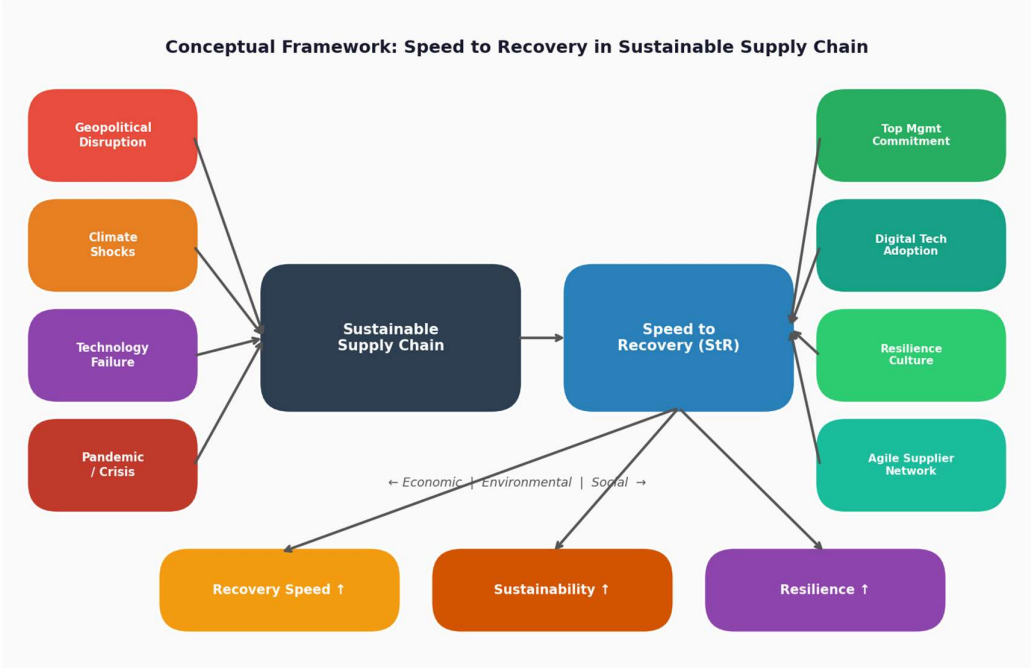 Conceptual Framework: Speed to Recovery in Sustainable Supply Chain
Geopolitical
Disruption
Climate
Shocks
Technology
Failure
Pandemic
/ Crisis
Sustainable
Supply Chain
Speed to
Recovery (StR)
Top Mgmt
Commitment
Digital Tech
Adoption
Resilience
Culture
Agile Supplier
Network
← Economic | Environmental | Social →
Recovery Speed ↑
Sustainability ↑
Resilience ↑